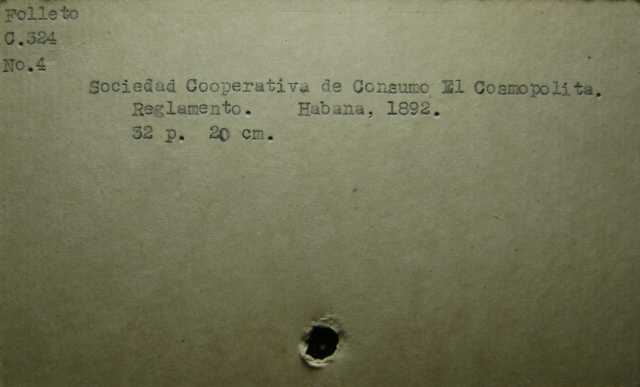 Folleto
C.324
No.4
Sociedad Cooperativa de Consumo El Cosmopolita.
Reglamento. Habana, 1892.
32 p. 20 cm.